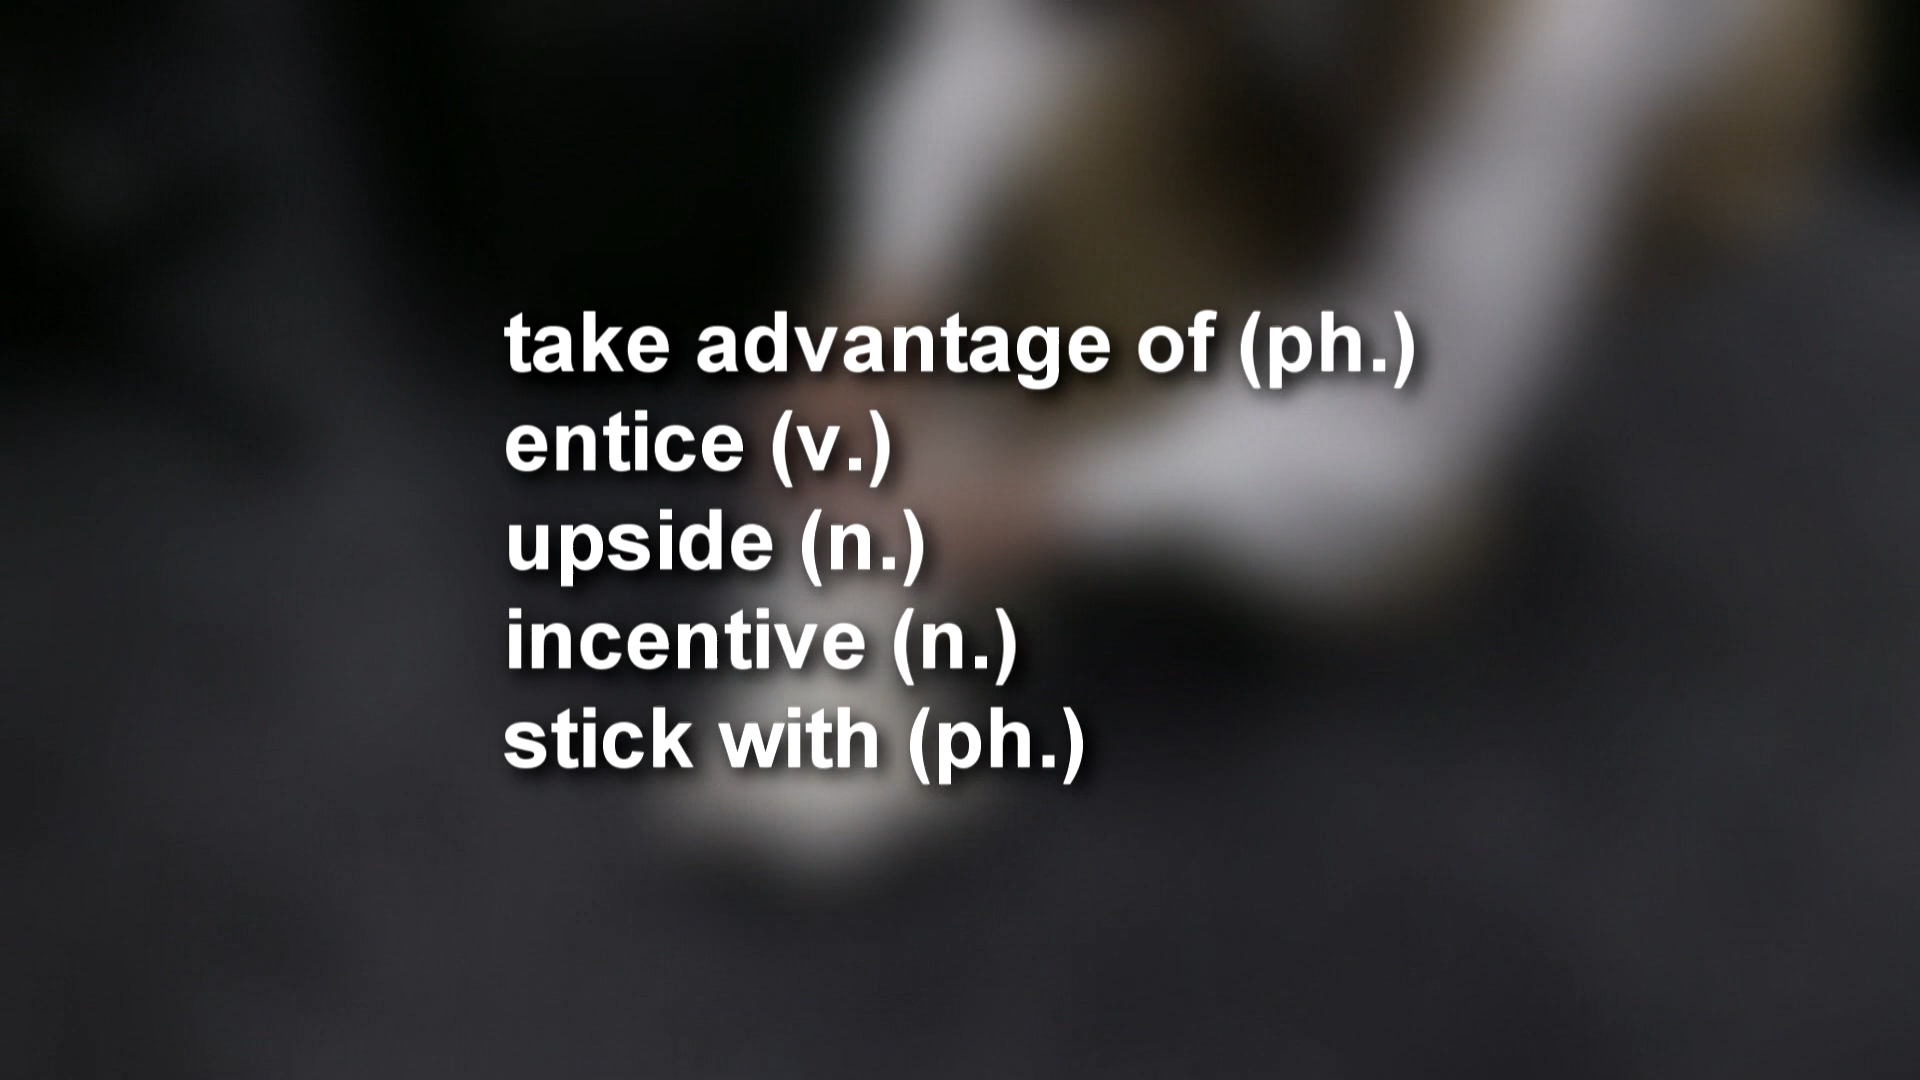 take advantage of (ph.)
entice (v.)
upside (n.)
incentive (n.)
stick with (ph.)